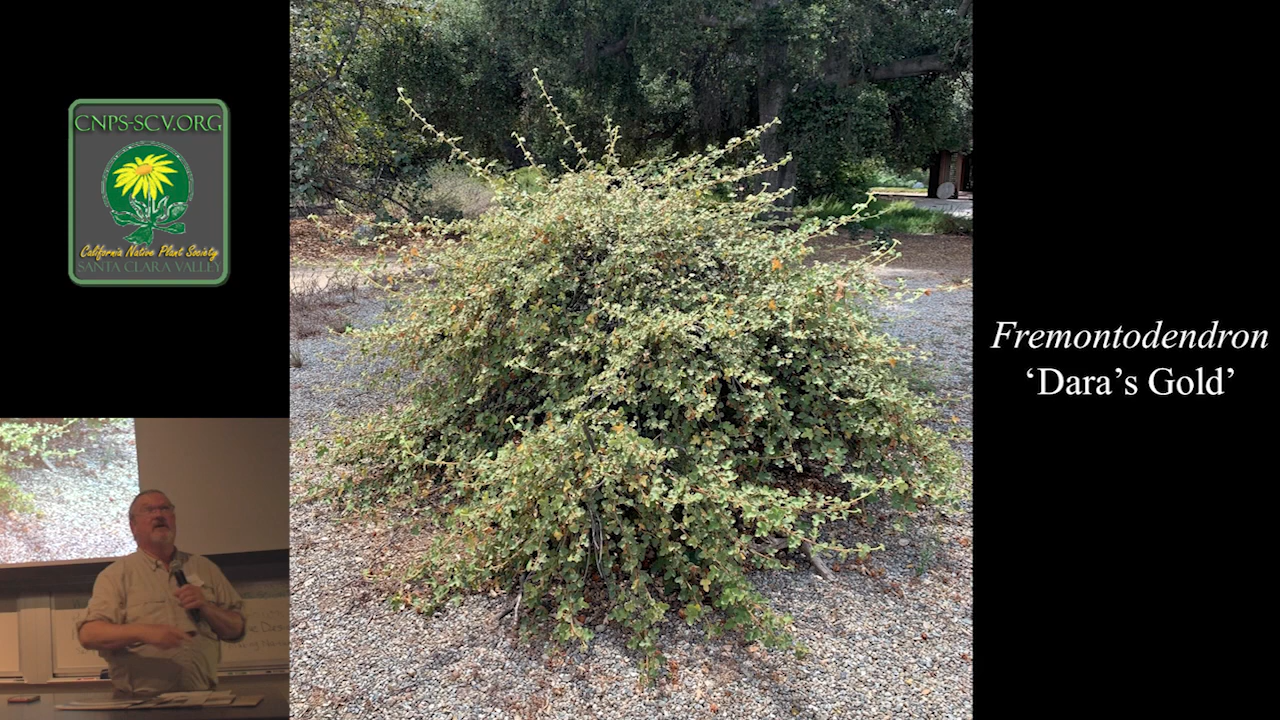 CNPS-SCV.ORG
California Native Plant Society
SANTA CLARA VALLEY
Fremontodendron
‘Dara’s Gold’